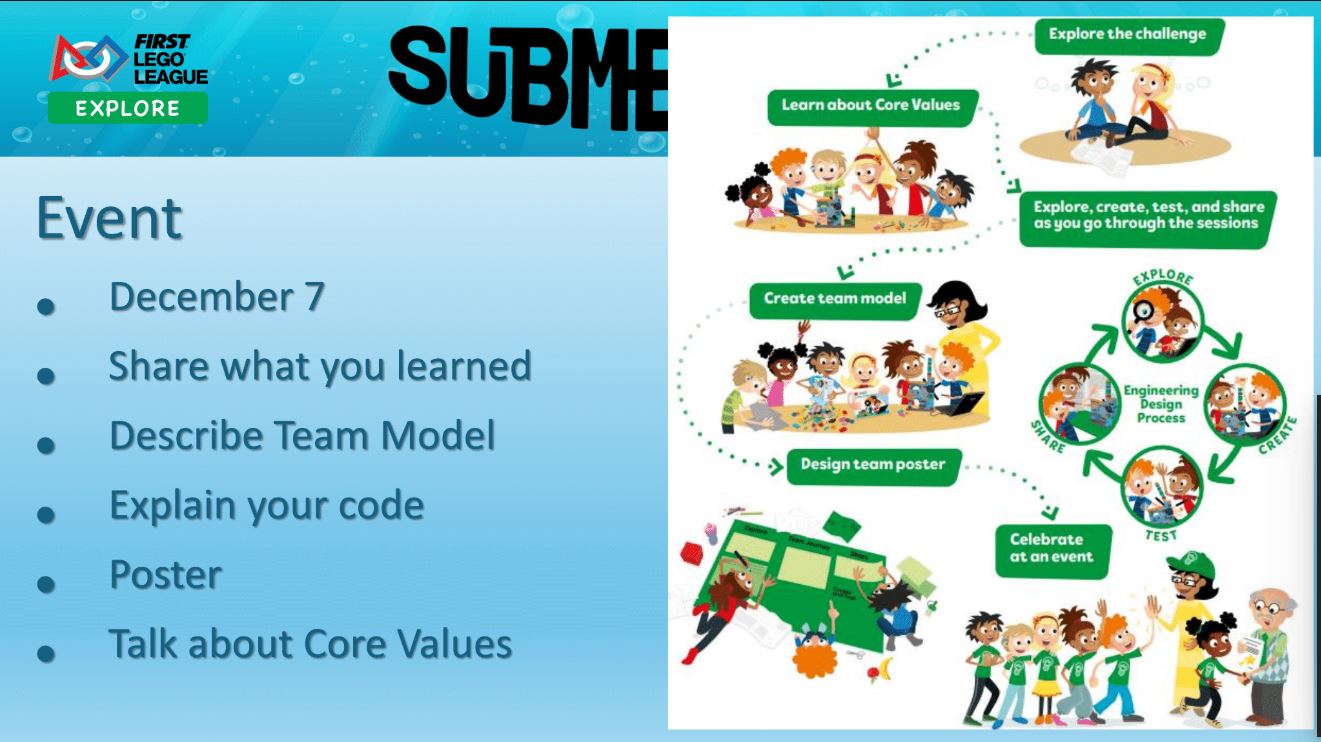 FIRST
LEGO
LEAGUE
EXPLORE
SUBME
Event
• December 7
• Share what you learned
• Describe Team Model
• Explain your code
• Poster
• Talk about Core Values
Explore the challenge
Learn about Core Values
Explore, create, test, and share
as you go through the sessions
Create team model
EXPLORE
CREATE
TEST
SHARE
Engineering
Design
Process
Design team poster
Explore
Team Journey
Share
Celebrate
at an event